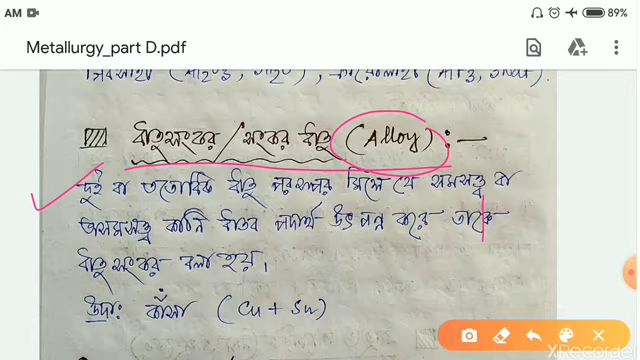 AM 89%
Metallurgy_part D.pdf
ধাতুসংকর/সংকর ধাতু (Alloy) : —
দুই বা ততোধিক ধাতু পরস্পর মিশে যে সমসত্ত্ব বা
অসমসত্ত্ব কঠিন ধাতব পদার্থ উৎপন্ন করে তাকে
ধাতু সংকর বলা হয়।
উদাঃ কাঁসা (Cu + Sn)
XRecorder